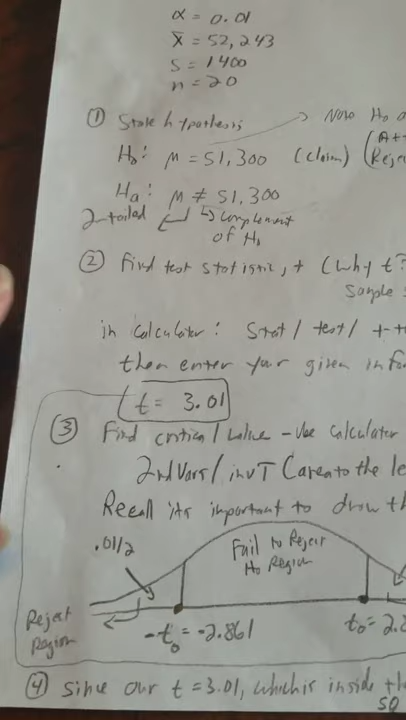 α = 0.01
x̄ = 52,243
S = 1400
n = 20
① State hypothesis → Now Ho
H₀: μ = 51,300 (claim) (Reje
Ha: μ ≠ 51,300
2-tailed ↳ complement
of H₀
② Find test statistic, t (why t?
Sample
in calculator: Stat / test / t-t
then enter your given info
t = 3.01
③ Find critical value - Use calculator
2nd Vars / invT (area to the le
Recall its important to draw th
.01/2 Fail to Reject
Ho Region
Reject
Region -t₀ = -2.861 t₀ = 2.8
④ Since our t = 3.01, which is inside the
so